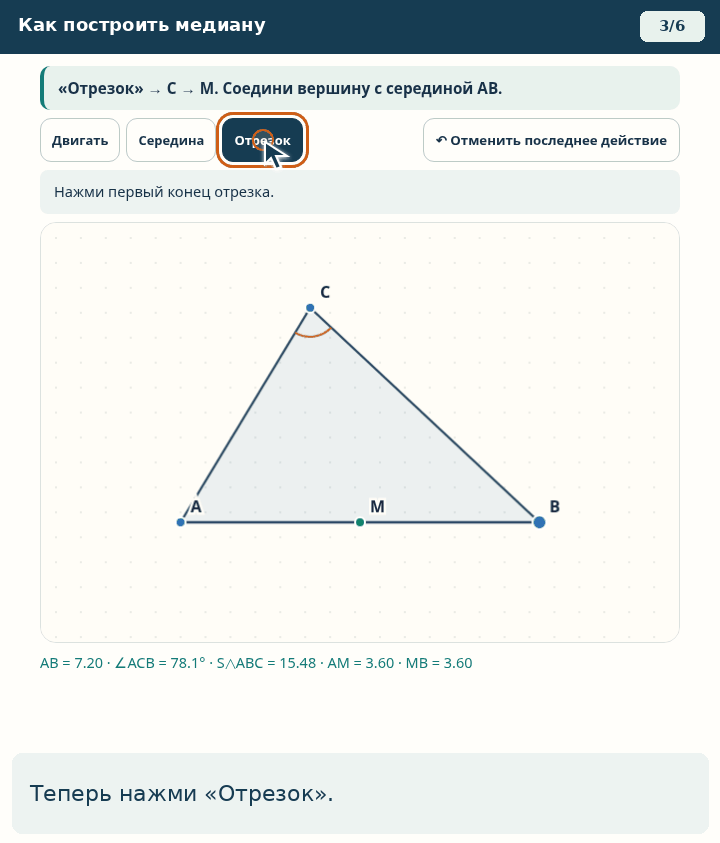 Как построить медиану
3/6
«Отрезок» → C → M. Соедини вершину с серединой AB.
Двигать
Середина
Отрезок
↶ Отменить последнее действие
Нажми первый конец отрезка.
C
A
M
B
AB = 7.20 · ∠ACB = 78.1° · S△ABC = 15.48 · AM = 3.60 · MB = 3.60
Теперь нажми «Отрезок».